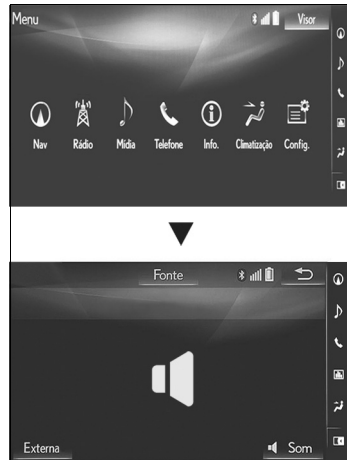 Menu Visor
Nav Rádio Mídia Telefone Info. Climatização Config.
Fonte
Externa Som